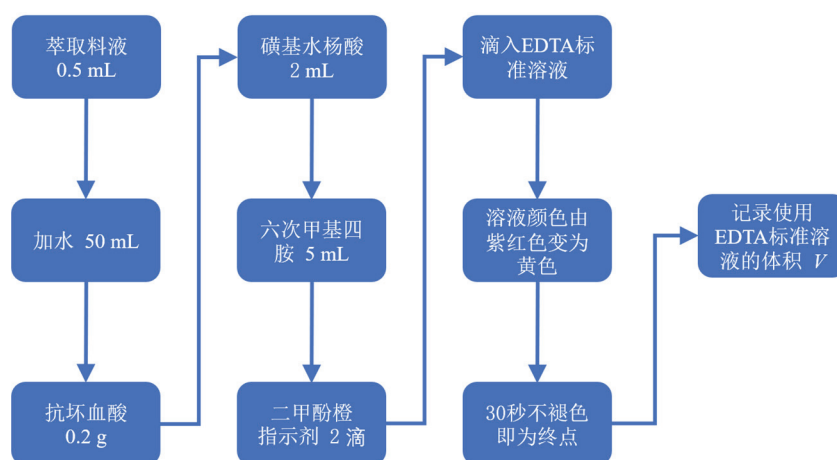 萃取料液
0.5 mL
加水 50 mL
抗坏血酸
0.2 g
磺基水杨酸
2 mL
六次甲基四
胺 5 mL
二甲酚橙
指示剂 2 滴
滴入EDTA标
准溶液
溶液颜色由
紫红色变为
黄色
30秒不褪色
即为终点
记录使用
EDTA标准溶
液的体积 V